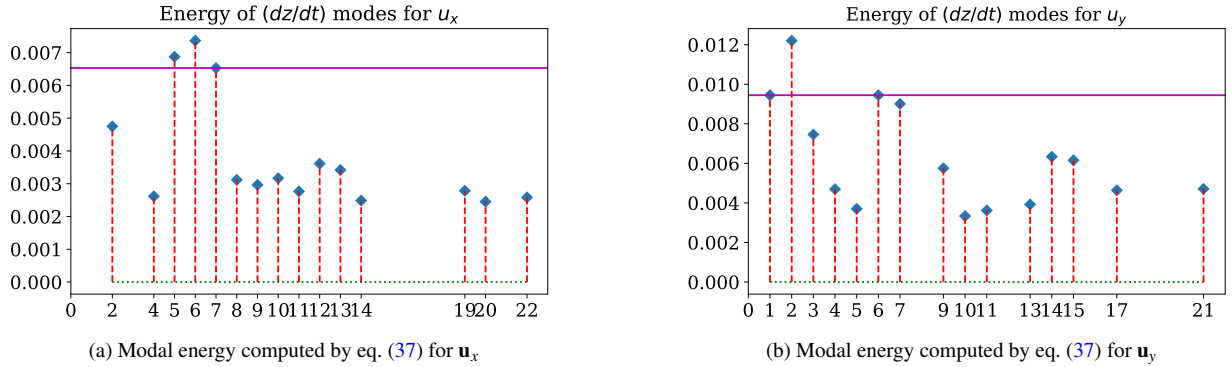 Energy of (dz/dt) modes for u_x
0.007
0.006
0.005
0.004
0.003
0.002
0.001
0.000
0 2 4 5 6 7 8 9 10 11 12 13 14 19 20 22
(a) Modal energy computed by eq. (37) for u_x
Energy of (dz/dt) modes for u_y
0.012
0.010
0.008
0.006
0.004
0.002
0.000
0 1 2 3 4 5 6 7 9 10 11 13 14 15 17 21
(b) Modal energy computed by eq. (37) for u_y